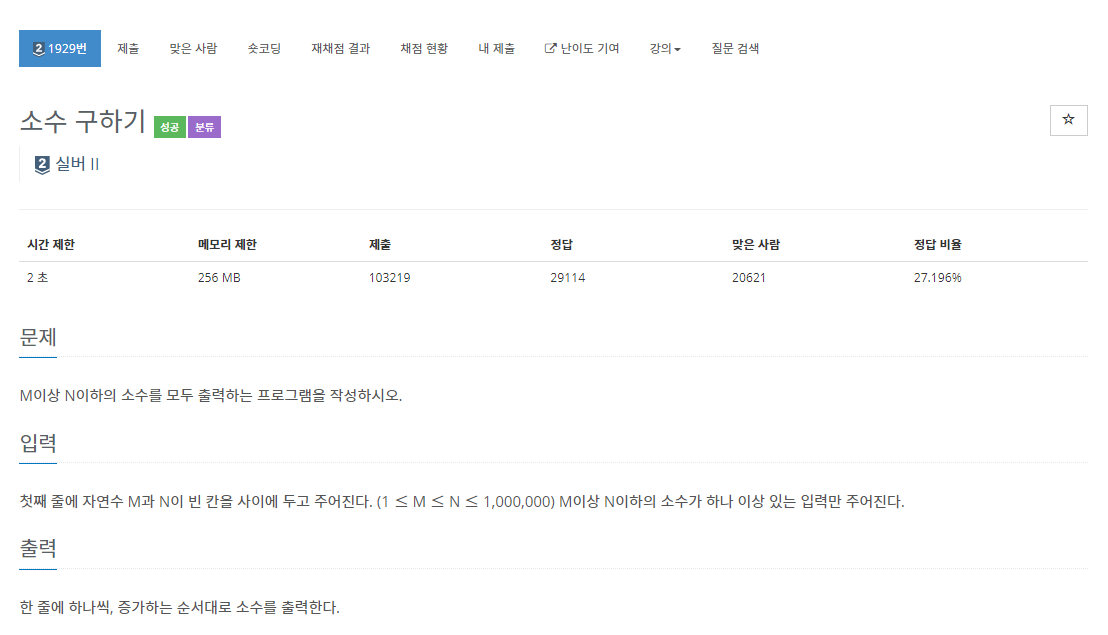 2 1929번 제출 맞은 사람 숏코딩 재채점 결과 채점 현황 내 제출 난이도 기여 강의 질문 검색
소수 구하기 성공 분류
2 실버 II
시간 제한 메모리 제한 제출 정답 맞은 사람 정답 비율
2 초 256 MB 103219 29114 20621 27.196%
문제
M이상 N이하의 소수를 모두 출력하는 프로그램을 작성하시오.
입력
첫째 줄에 자연수 M과 N이 빈 칸을 사이에 두고 주어진다. (1 ≤ M ≤ N ≤ 1,000,000) M이상 N이하의 소수가 하나 이상 있는 입력만 주어진다.
출력
한 줄에 하나씩, 증가하는 순서대로 소수를 출력한다.